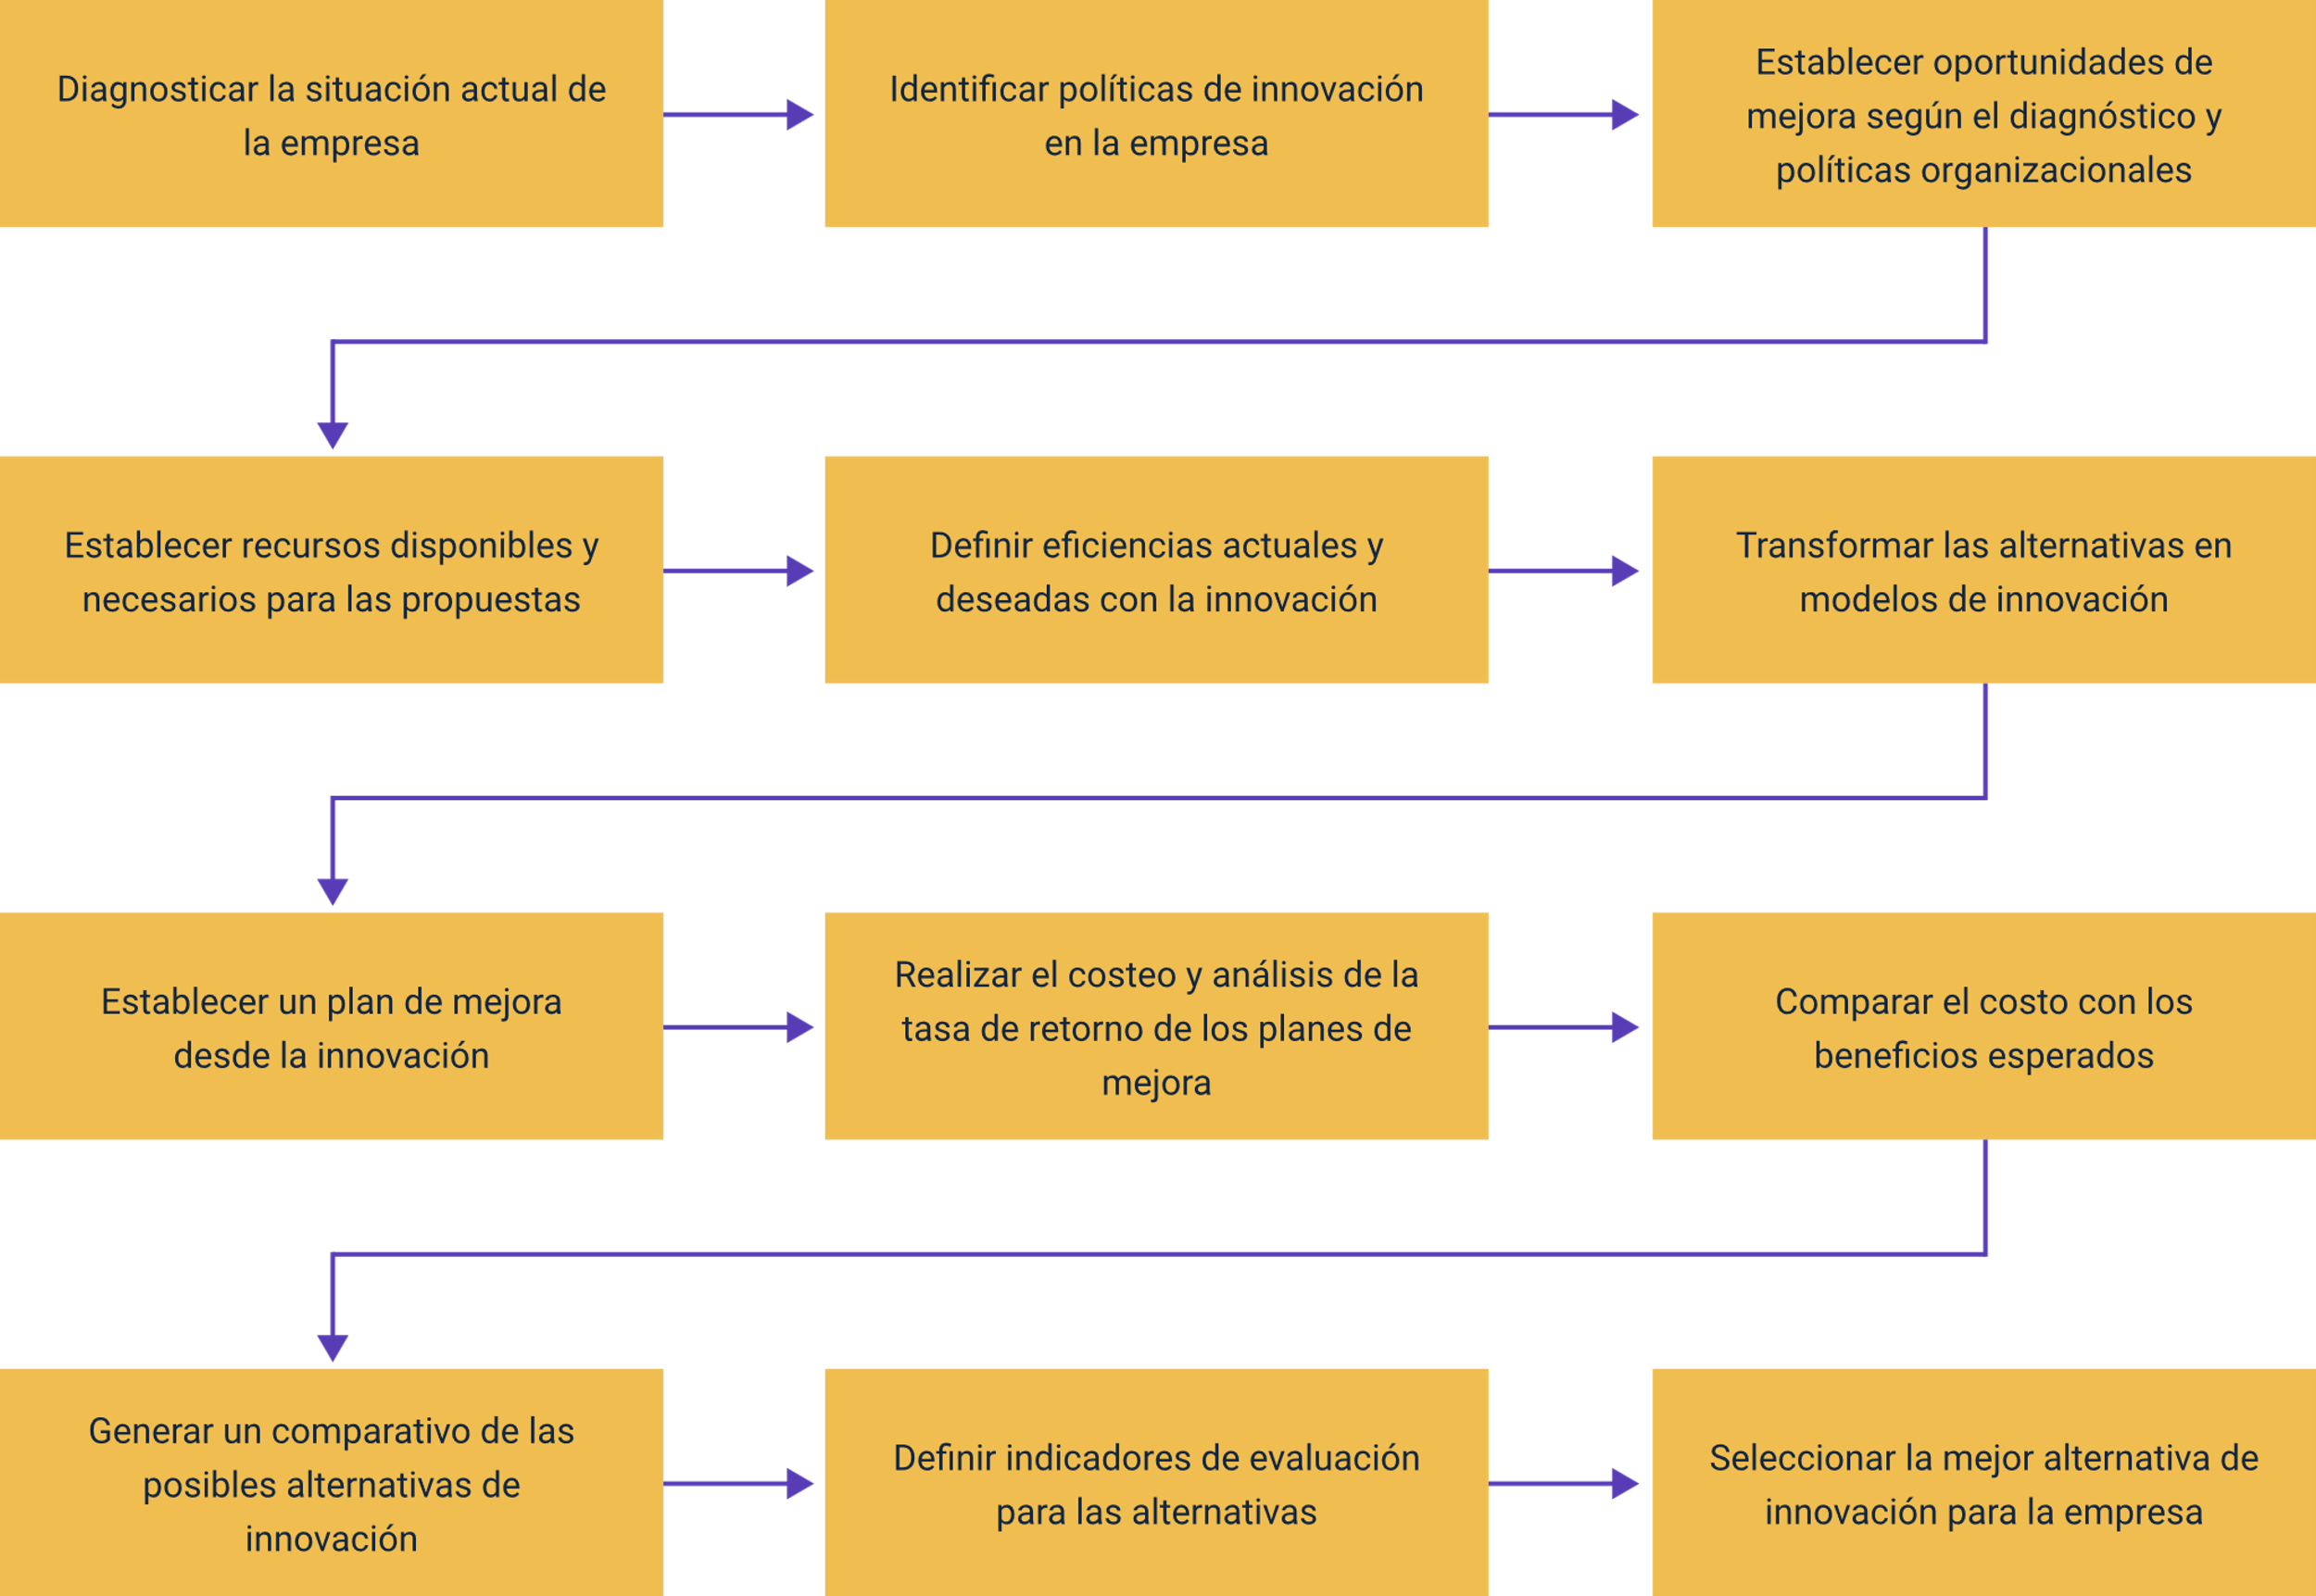 Diagnosticar la situación actual de
la empresa
Identificar políticas de innovación
en la empresa
Establecer oportunidades de
mejora según el diagnóstico y
políticas organizacionales
Establecer recursos disponibles y
necesarios para las propuestas
Definir eficiencias actuales y
deseadas con la innovación
Transformar las alternativas en
modelos de innovación
Establecer un plan de mejora
desde la innovación
Realizar el costeo y análisis de la
tasa de retorno de los planes de
mejora
Comparar el costo con los
beneficios esperados
Generar un comparativo de las
posibles alternativas de
innovación
Definir indicadores de evaluación
para las alternativas
Seleccionar la mejor alternativa de
innovación para la empresa